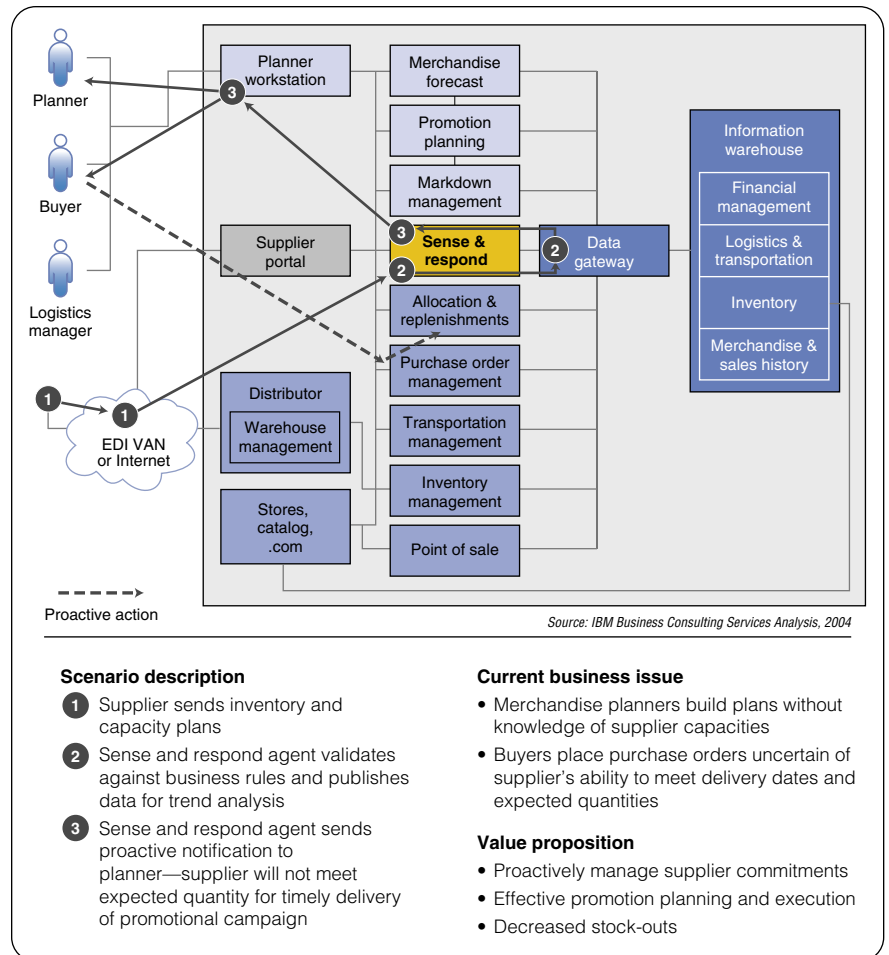 Planner
Buyer
Logistics
manager
1
1
EDI VAN
or Internet
Proactive action
Planner
workstation
3
Supplier
portal
Distributor
Warehouse
management
Stores,
catalog,
.com
Merchandise
forecast
Promotion
planning
Markdown
management
3
Sense &
respond
2
Allocation &
replenishments
Purchase order
management
Transportation
management
Inventory
management
Point of sale
2
Data
gateway
Information
warehouse
Financial
management
Logistics &
transportation
Inventory
Merchandise &
sales history
Source: IBM Business Consulting Services Analysis, 2004
Scenario description
1 Supplier sends inventory and
capacity plans
2 Sense and respond agent validates
against business rules and publishes
data for trend analysis
3 Sense and respond agent sends
proactive notification to
planner—supplier will not meet
expected quantity for timely delivery
of promotional campaign
Current business issue
• Merchandise planners build plans without
knowledge of supplier capacities
• Buyers place purchase orders uncertain of
supplier's ability to meet delivery dates and
expected quantities
Value proposition
• Proactively manage supplier commitments
• Effective promotion planning and execution
• Decreased stock-outs